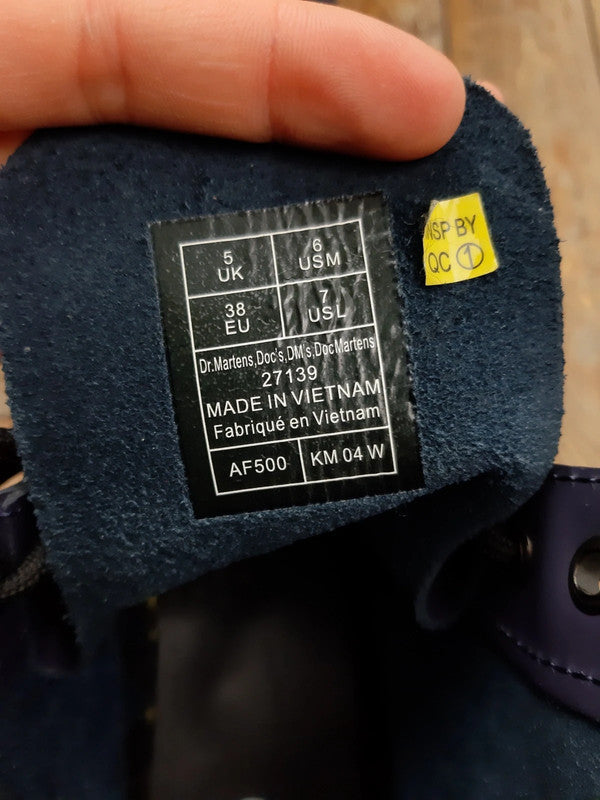 5
UK
6
USM
38
EU
7
USL
Dr.Martens,Doc's,DM's,DocMartens
27139
MADE IN VIETNAM
Fabriqué en Vietnam
AF500
KM 04 W
NSP BY
QC 1